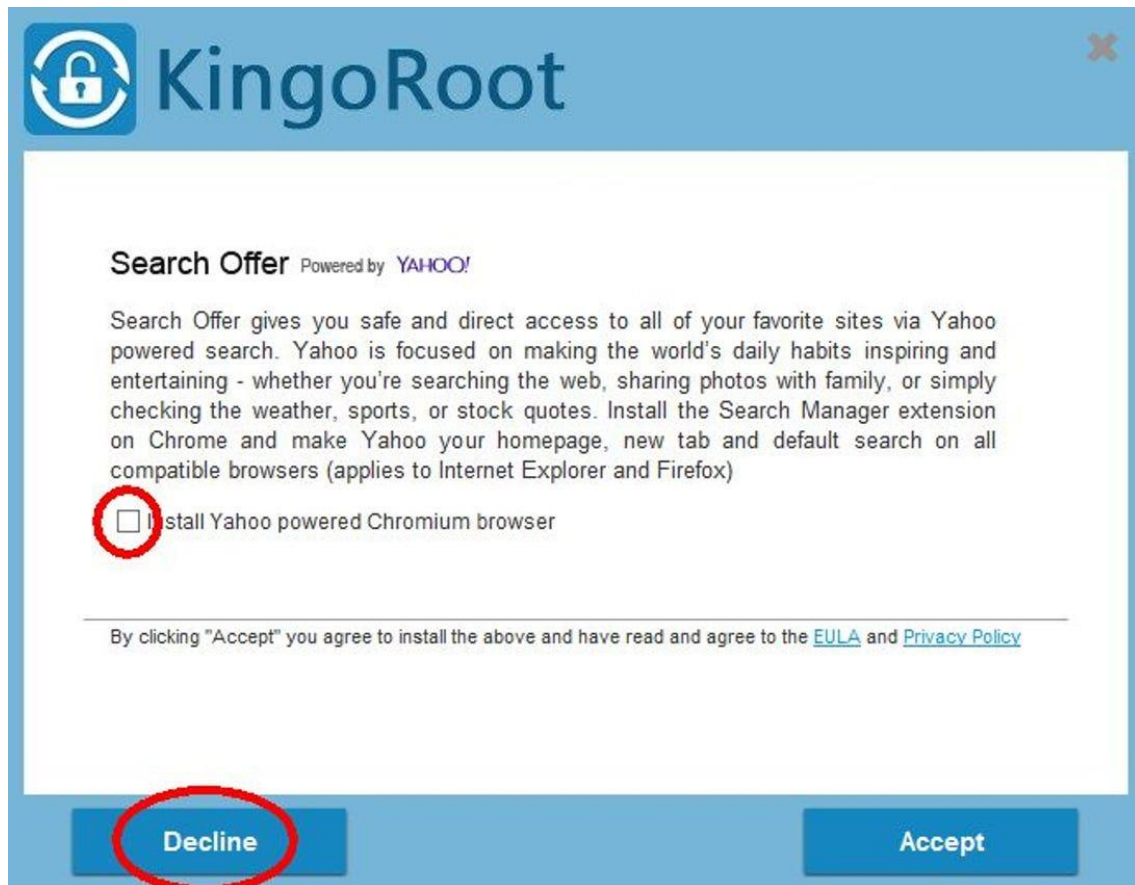 KingoRoot
Search Offer Powered by YAHOO!
Search Offer gives you safe and direct access to all of your favorite sites via Yahoo
powered search. Yahoo is focused on making the world's daily habits inspiring and
entertaining - whether you're searching the web, sharing photos with family, or simply
checking the weather, sports, or stock quotes. Install the Search Manager extension
on Chrome and make Yahoo your homepage, new tab and default search on all
compatible browsers (applies to Internet Explorer and Firefox)
Install Yahoo powered Chromium browser
By clicking "Accept" you agree to install the above and have read and agree to the EULA and Privacy Policy
Decline Accept